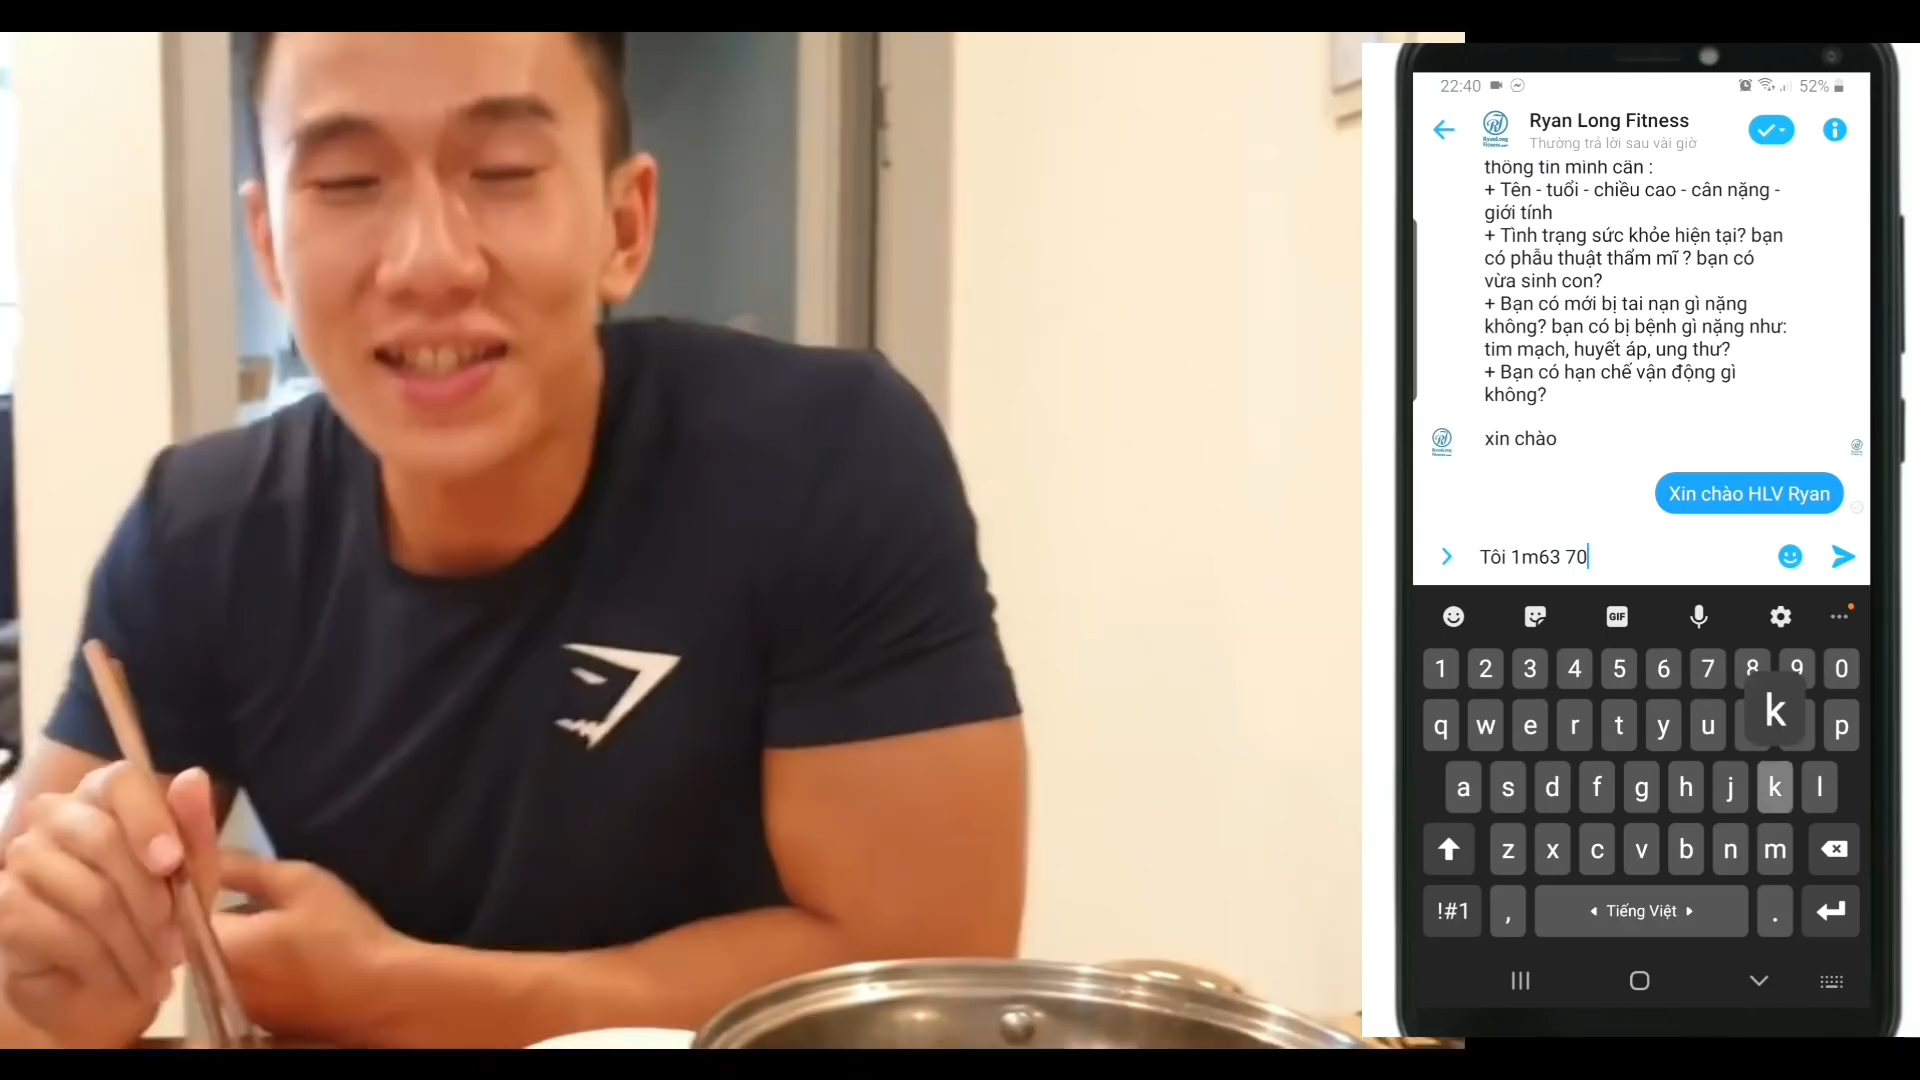 22:40
52%
Ryan Long Fitness
Thường trả lời sau vài giờ
thông tin mình cần :
+ Tên - tuổi - chiều cao - cân nặng -
giới tính
+ Tình trạng sức khỏe hiện tại? bạn
có phẫu thuật thẩm mĩ ? bạn có
vừa sinh con?
+ Bạn có mới bị tai nạn gì nặng
không? bạn có bị bệnh gì nặng như:
tim mạch, huyết áp, ung thư?
+ Bạn có hạn chế vận động gì
không?
xin chào
Xin chào HLV Ryan
Tôi 1m63 70
GIF
1 2 3 4 5 6 7 8 9 0
q w e r t y u p
k
a s d f g h j k l
z x c v b n m
!#1 , Tiếng Việt .